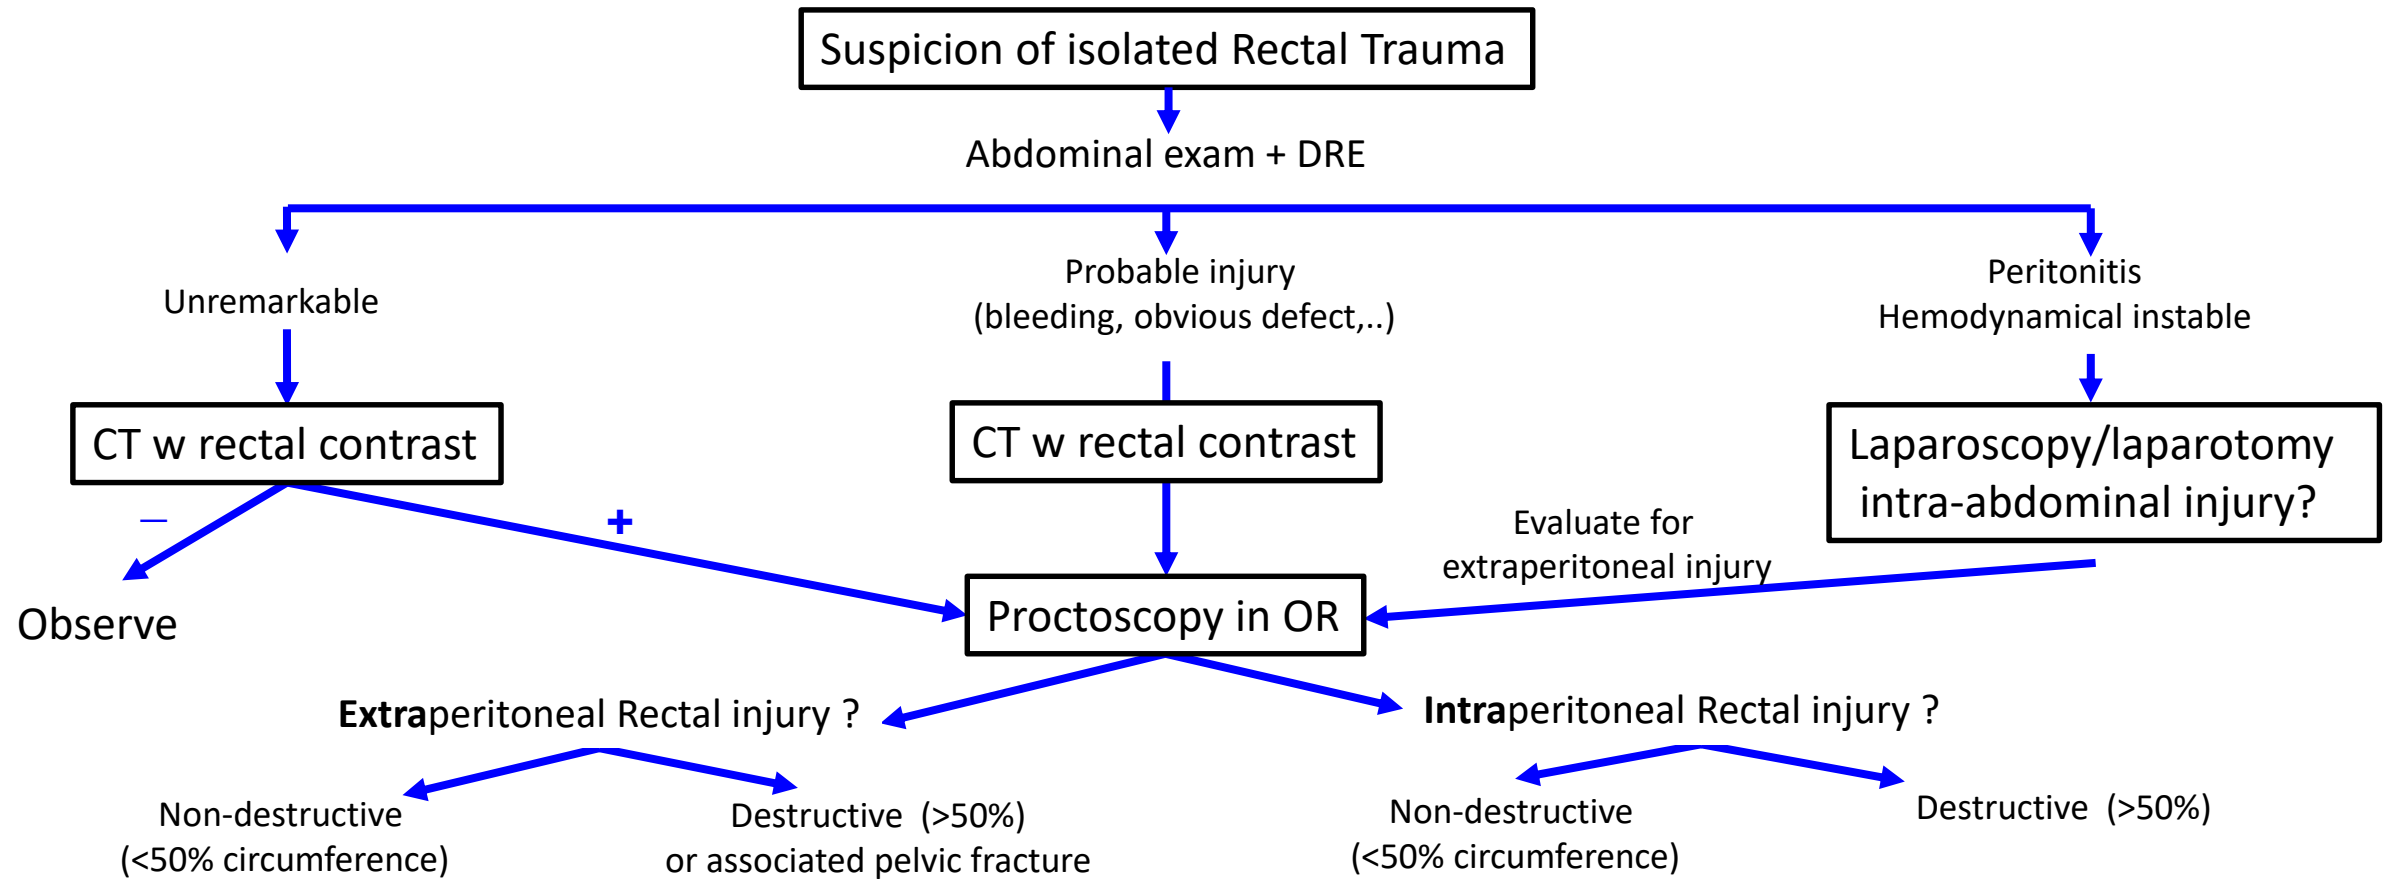 Suspicion of isolated Rectal Trauma
Abdominal exam + DRE
Unremarkable
Probable injury
(bleeding, obvious defect,..)
Peritonitis
Hemodynamical instable
CT w rectal contrast
CT w rectal contrast
Laparoscopy/laparotomy
intra-abdominal injury?
–
+
Evaluate for
extraperitoneal injury
Observe
Proctoscopy in OR
Extraperitoneal Rectal injury ?
Intraperitoneal Rectal injury ?
Non-destructive
(<50% circumference)
Destructive (>50%)
or associated pelvic fracture
Non-destructive
(<50% circumference)
Destructive (>50%)